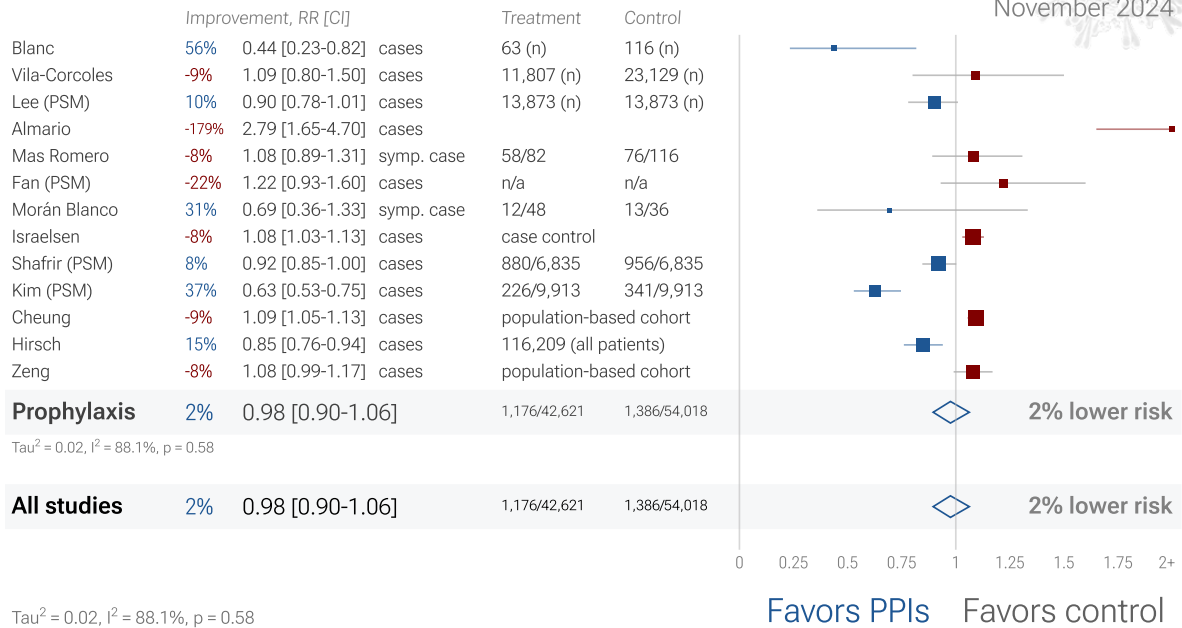 November 2024
Improvement, RR [CI] Treatment Control
Blanc 56% 0.44 [0.23-0.82] cases 63 (n) 116 (n)
Vila-Corcoles -9% 1.09 [0.80-1.50] cases 11,807 (n) 23,129 (n)
Lee (PSM) 10% 0.90 [0.78-1.01] cases 13,873 (n) 13,873 (n)
Almario -179% 2.79 [1.65-4.70] cases
Mas Romero -8% 1.08 [0.89-1.31] symp. case 58/82 76/116
Fan (PSM) -22% 1.22 [0.93-1.60] cases n/a n/a
Morán Blanco 31% 0.69 [0.36-1.33] symp. case 12/48 13/36
Israelsen -8% 1.08 [1.03-1.13] cases case control
Shafrir (PSM) 8% 0.92 [0.85-1.00] cases 880/6,835 956/6,835
Kim (PSM) 37% 0.63 [0.53-0.75] cases 226/9,913 341/9,913
Cheung -9% 1.09 [1.05-1.13] cases population-based cohort
Hirsch 15% 0.85 [0.76-0.94] cases 116,209 (all patients)
Zeng -8% 1.08 [0.99-1.17] cases population-based cohort
Prophylaxis 2% 0.98 [0.90-1.06] 1,176/42,621 1,386/54,018 2% lower risk
Tau² = 0.02, I² = 88.1%, p = 0.58
All studies 2% 0.98 [0.90-1.06] 1,176/42,621 1,386/54,018 2% lower risk
0 0.25 0.5 0.75 1 1.25 1.5 1.75 2+
Tau² = 0.02, I² = 88.1%, p = 0.58 Favors PPIs Favors control